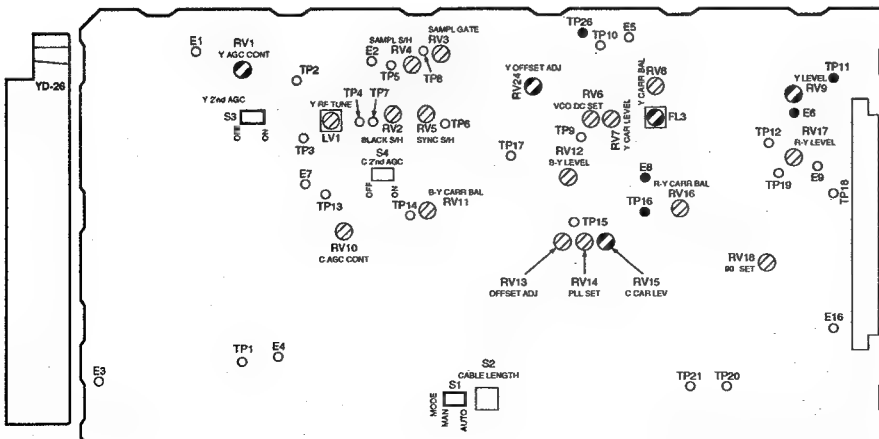 E1
RV1
Y AGC CONT
YD-26
TP2
Y 2'nd AGC
S3
OFF
ON
TP3
LV1
Y RF TUNE
TP4
TP7
E2
SAMPL S/H
RV4
TP5
SAMPL GATE
RV3
TP8
RV2
BLACK S/H
RV5
SYNC S/H
TP6
S4
C 2'nd AGC
OFF
ON
E7
TP13
TP14
B-Y CARR BAL
RV11
RV10
C AGC CONT
TP17
TP26
TP10
E5
Y OFFSET ADJ
RV24
RV6
VCO DC SET
RV7
Y CAR LEVEL
TP9
RV12
B-Y LEVEL
Y CARR BAL
RV8
FL3
E8
TP16
R-Y CARR BAL
RV16
TP15
RV13
OFFSET ADJ
RV14
PLL SET
RV15
C CAR LEV
TP11
Y LEVEL
RV9
E6
TP12
RV17
R-Y LEVEL
TP19
E9
TP18
RV18
90 SET
E16
E3
TP1
E4
S1
MODE
MAN
AUTO
S2
CABLE LENGTH
TP21
TP20